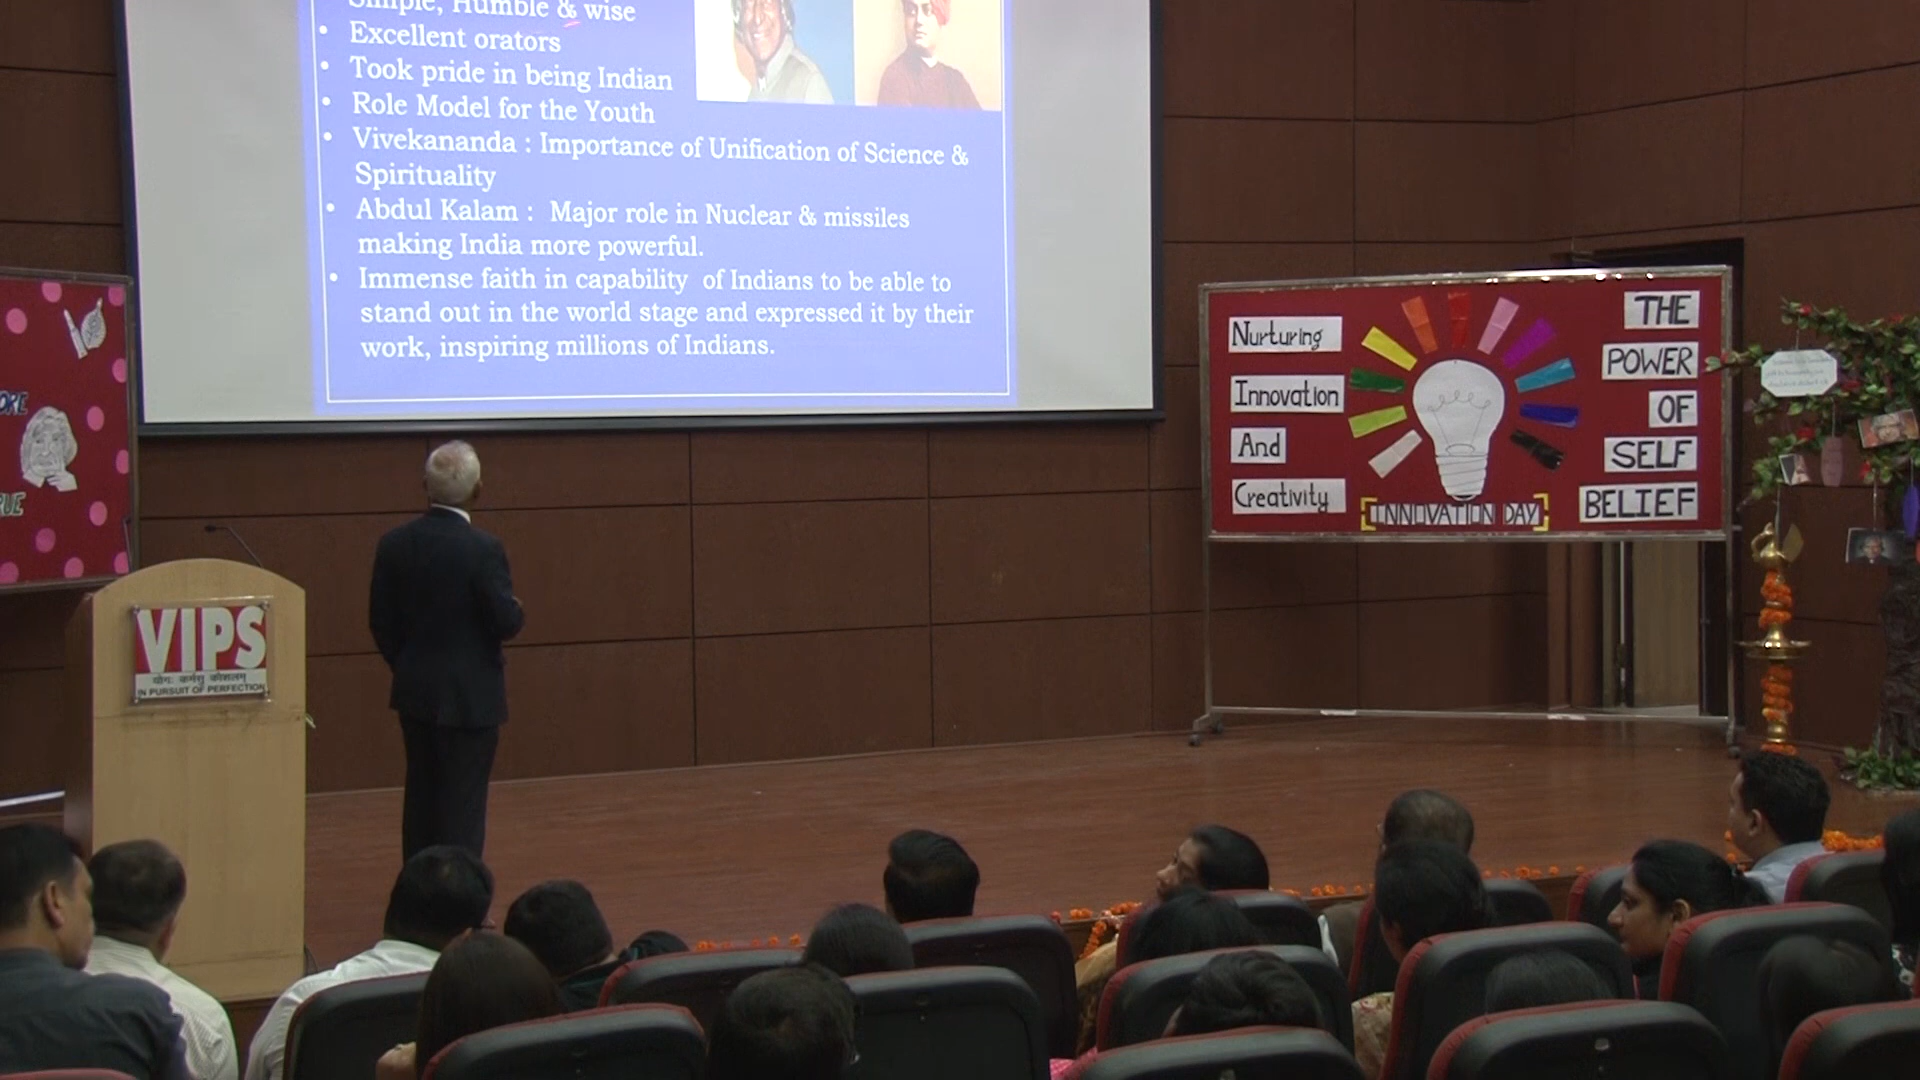 Simple, Humble & wise
• Excellent orators
• Took pride in being Indian
• Role Model for the Youth
• Vivekananda : Importance of Unification of Science &
Spirituality
• Abdul Kalam : Major role in Nuclear & missiles
making India more powerful.
• Immense faith in capability of Indians to be able to
stand out in the world stage and expressed it by their
work, inspiring millions of Indians.
Nurturing
Innovation
And
Creativity
INNOVATION DAY
THE
POWER
OF
SELF
BELIEF
VIPS
योगः कर्मसु कौशलम्
IN PURSUIT OF PERFECTION